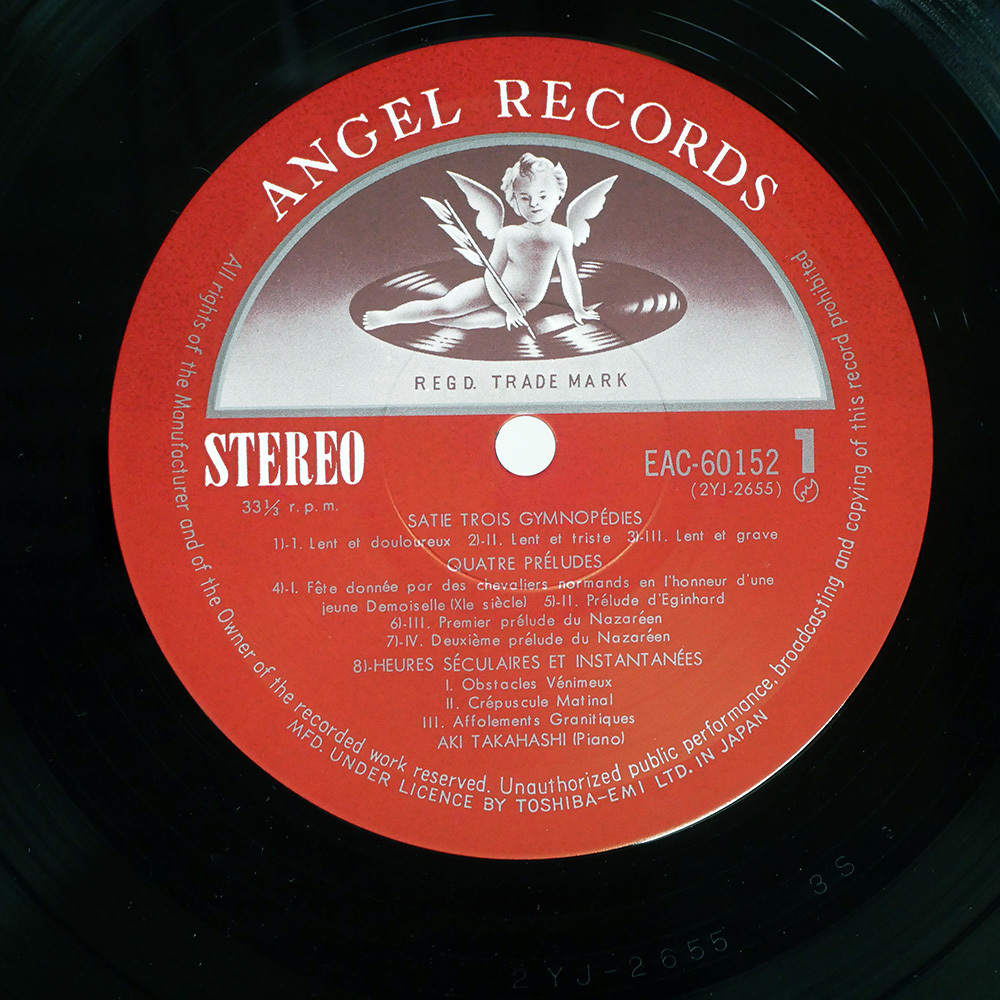 ANGEL RECORDS
REGD. TRADE MARK
STEREO
33⅓ r.p.m.
EAC-60152 1
(2YJ-2655)
SATIE TROIS GYMNOPÉDIES
1)-I. Lent et douloureux 2)-II. Lent et triste 3)-III. Lent et grave
QUATRE PRÉLUDES
4)-I. Fête donnée par des chevaliers normands en l'honneur d'une
jeune Demoiselle (XIe siècle) 5)-II. Prélude d'Eginhard
6)-III. Premier prélude du Nazaréen
7)-IV. Deuxième prélude du Nazaréen
8)-HEURES SÉCULAIRES ET INSTANTANÉES
I. Obstacles Vénimeux
II. Crépuscule Matinal
III. Affolements Granitiques
AKI TAKAHASHI (Piano)
All rights of the Manufacturer and of the Owner of the recorded work reserved. Unauthorized public performance, broadcasting and copying of this record prohibited
MFD. UNDER LICENCE BY TOSHIBA-EMI LTD. IN JAPAN
2YJ-2655
3S